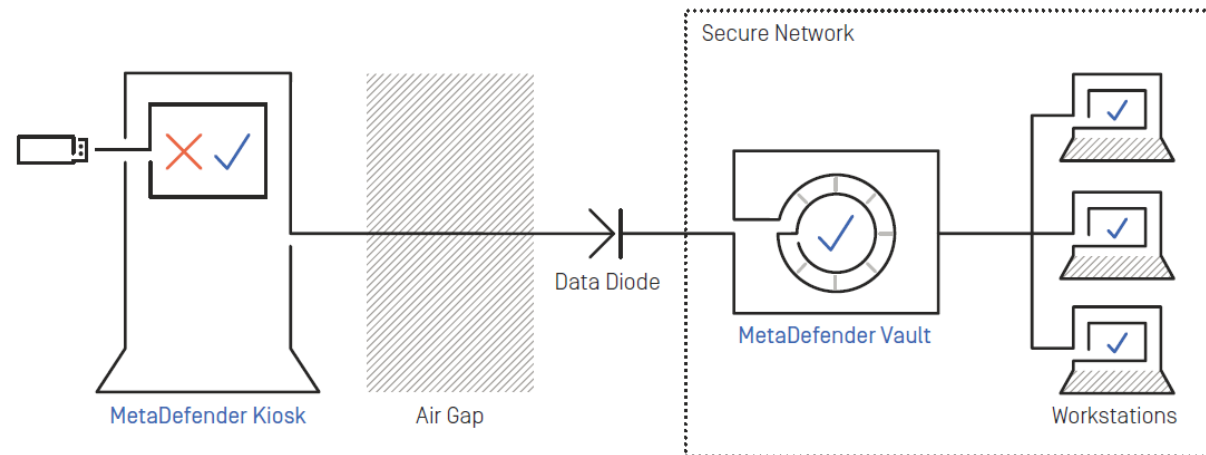 Secure Network
Data Diode
MetaDefender Vault
MetaDefender Kiosk
Air Gap
Workstations